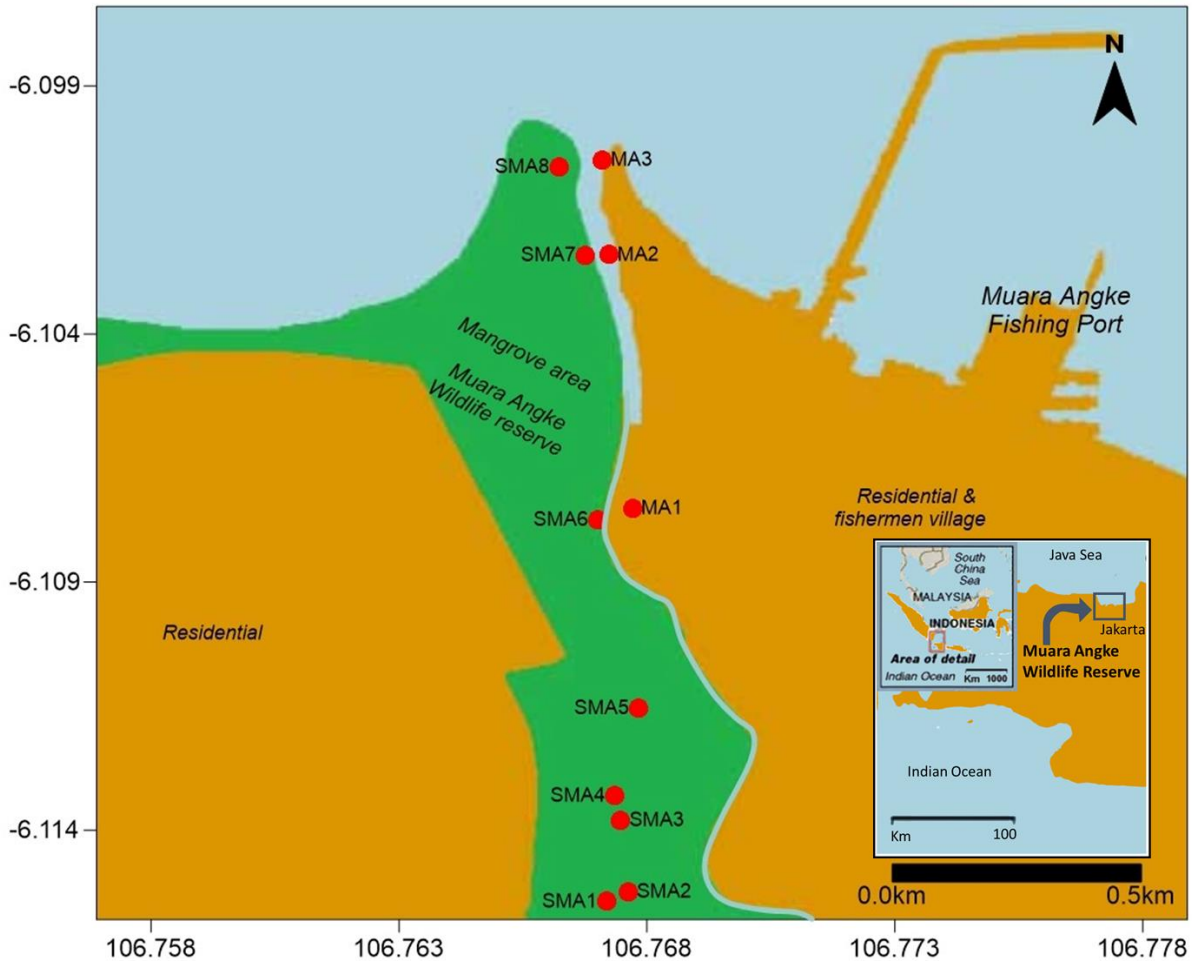 N
-6.099
SMA8
MA3
SMA7
MA2
Muara Angke
Fishing Port
-6.104
Mangrove area
Muara Angke
Wildlife reserve
SMA6
MA1
Residential &
fishermen village
-6.109
Residential
South
China
Sea
MALAYSIA
INDONESIA
Area of detail
Indian Ocean
Km 1000
Java Sea
Jakarta
Muara Angke
Wildlife Reserve
Indian Ocean
Km 100
SMA5
SMA4
SMA3
-6.114
SMA2
SMA1
0.0km 0.5km
106.758 106.763 106.768 106.773 106.778